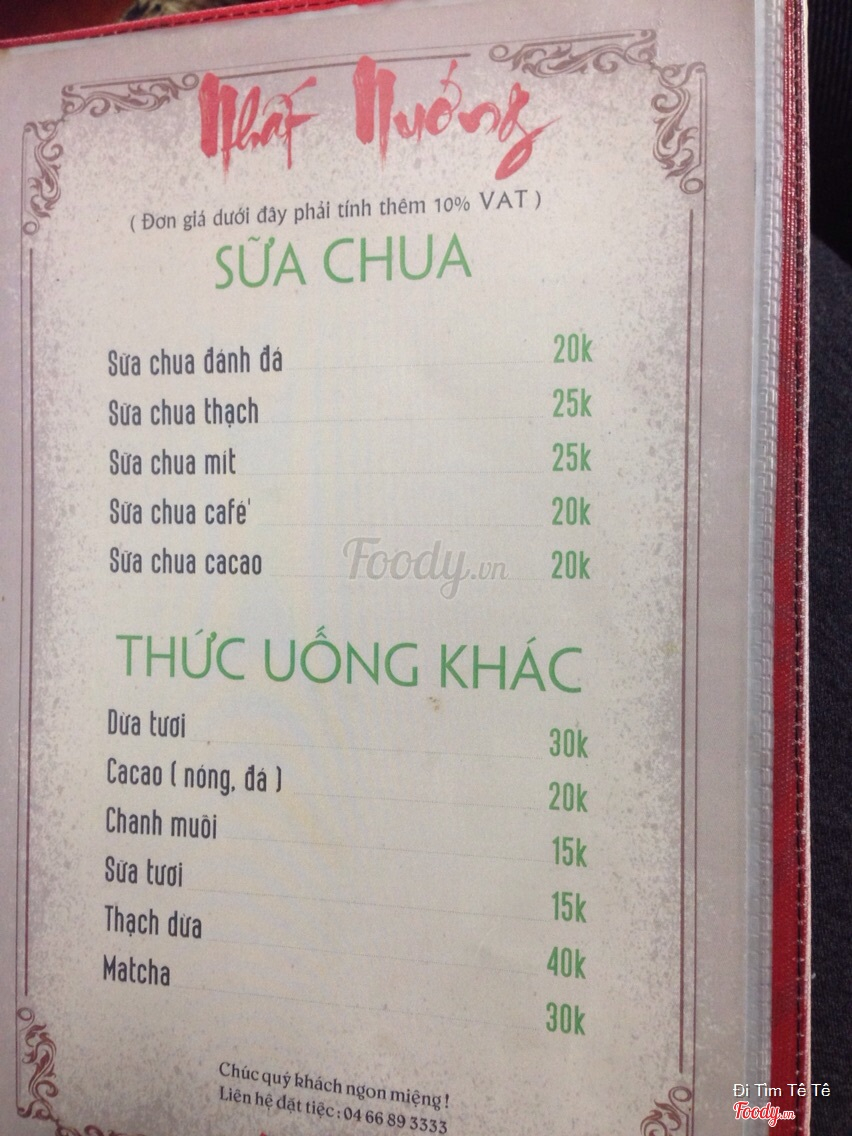 Nhất Nướng
( Đơn giá dưới đây phải tính thêm 10% VAT )
SỮA CHUA
Sữa chua đánh đá 20k
Sữa chua thạch 25k
Sữa chua mít 25k
Sữa chua café' 20k
Sữa chua cacao 20k
Foody.vn
THỨC UỐNG KHÁC
Dừa tươi 30k
Cacao ( nóng, đá ) 20k
Chanh muối 15k
Sữa tươi 15k
Thạch dừa 40k
Matcha 30k
Chúc quý khách ngon miệng !
Liên hệ đặt tiệc : 04 66 89 3333
Đi Tìm Tê Tê
Foody.vn